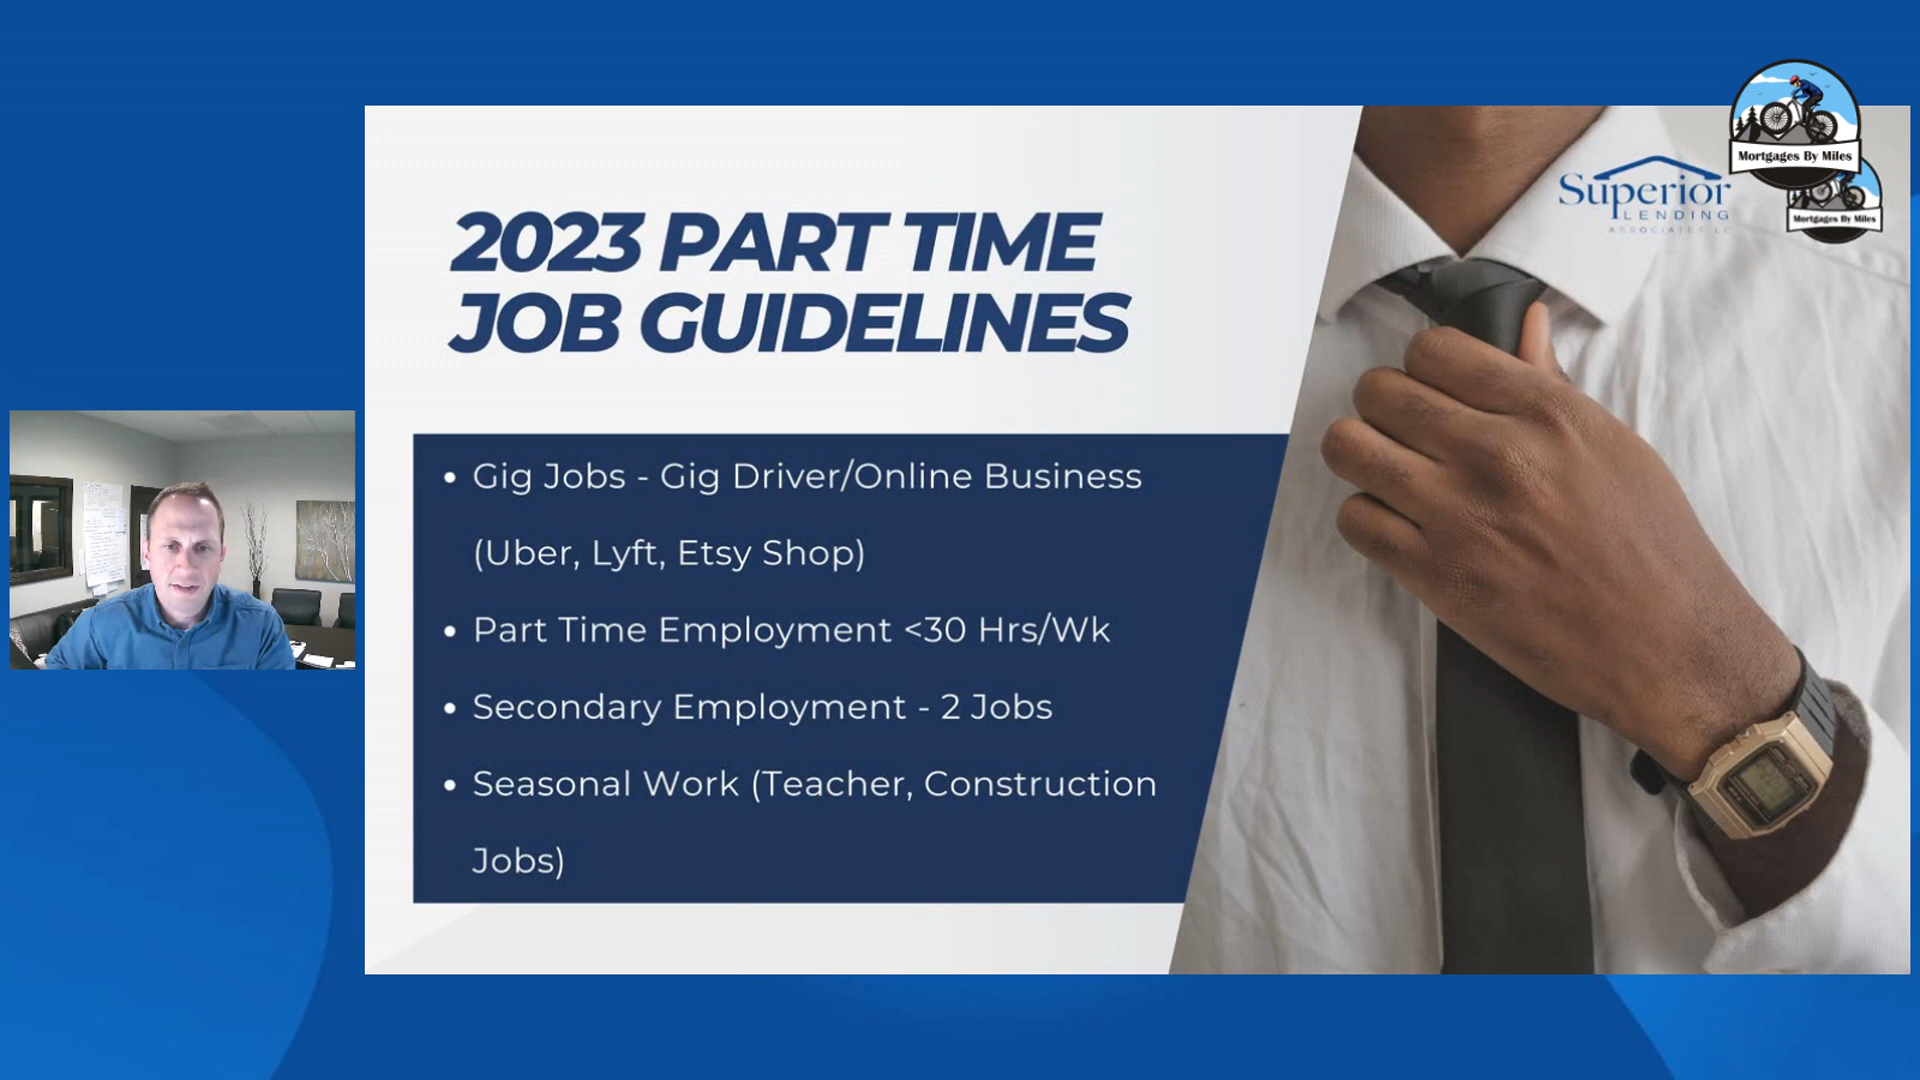 2023 PART TIME
JOB GUIDELINES
Gig Jobs - Gig Driver/Online Business
(Uber, Lyft, Etsy Shop)
Part Time Employment <30 Hrs/Wk
Secondary Employment - 2 Jobs
Seasonal Work (Teacher, Construction
Jobs)
Superior
LENDING
ASSOCIATES LC
Mortgages By Miles
Mortgages By Miles